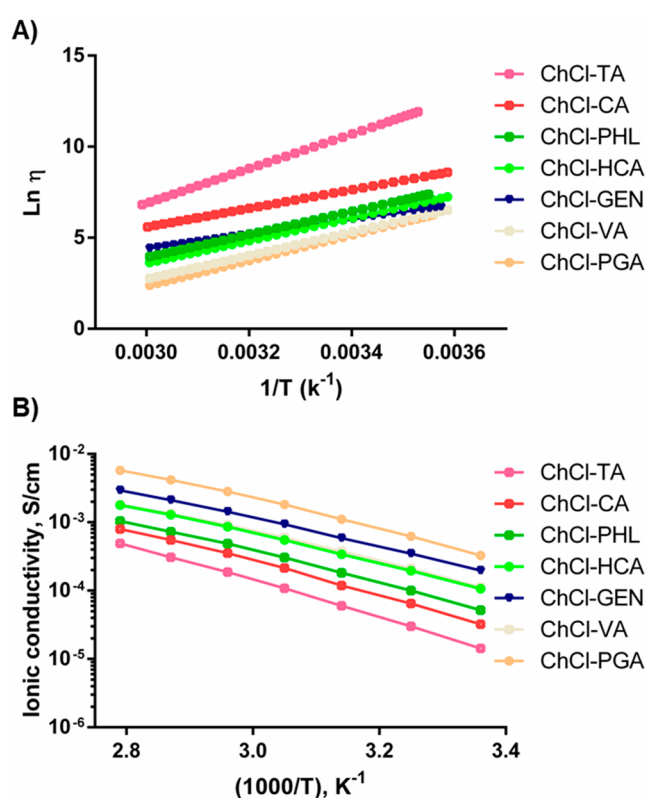 A)
15
10
5
0
Ln η
0.0030 0.0032 0.0034 0.0036
1/T (k⁻¹)
ChCl-TA
ChCl-CA
ChCl-PHL
ChCl-HCA
ChCl-GEN
ChCl-VA
ChCl-PGA
B)
10⁻²
10⁻³
10⁻⁴
10⁻⁵
10⁻⁶
Ionic conductivity, S/cm
2.8 3.0 3.2 3.4
(1000/T), K⁻¹
ChCl-TA
ChCl-CA
ChCl-PHL
ChCl-HCA
ChCl-GEN
ChCl-VA
ChCl-PGA